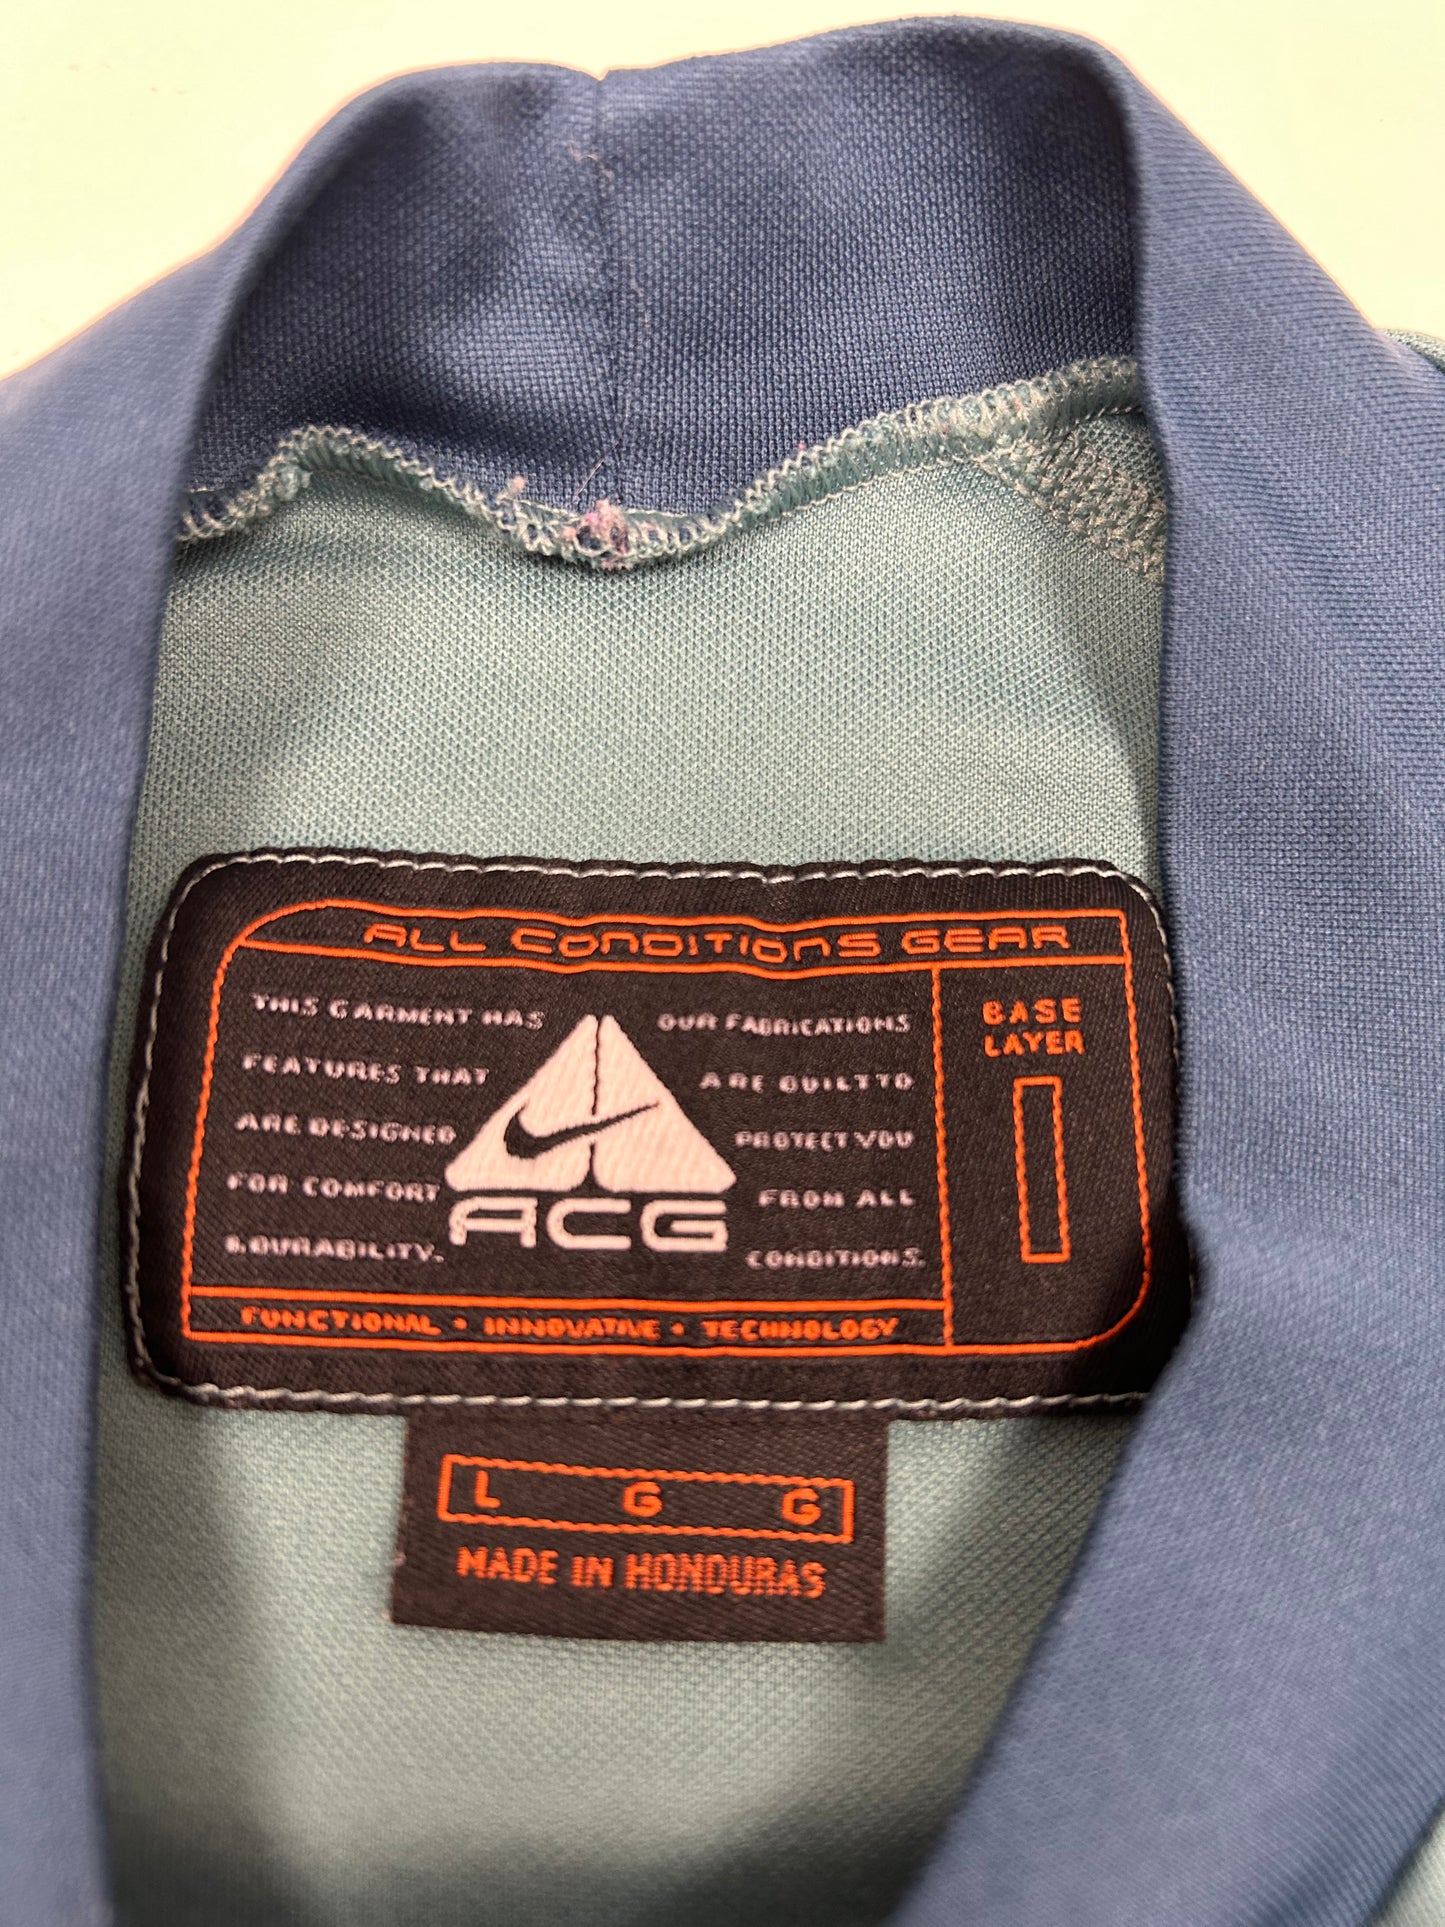 ALL CONDITIONS GEAR
THIS GARMENT HAS
FEATURES THAT
ARE DESIGNED
FOR COMFORT
& DURABILITY.
ACG
OUR FABRICATIONS
ARE BUILT TO
PROTECT YOU
FROM ALL
CONDITIONS.
BASE
LAYER
FUNCTIONAL • INNOVATIVE • TECHNOLOGY
L G G
MADE IN HONDURAS